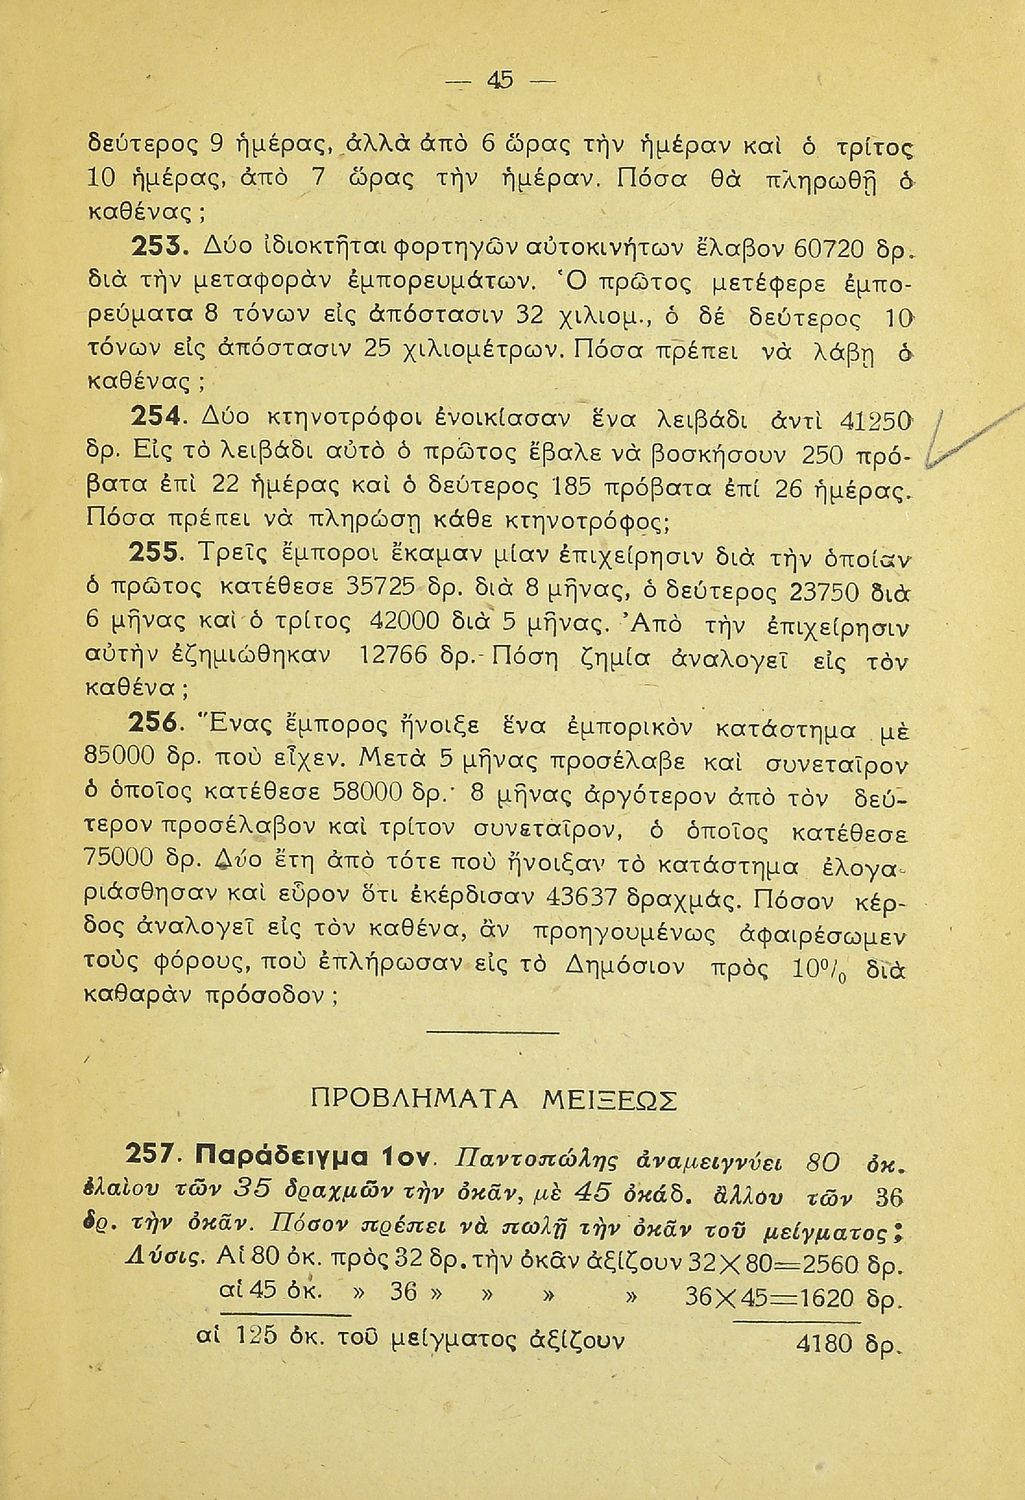 — 45 —
δεύτερος 9 ἡμέρας, ἀλλὰ ἀπὸ 6 ὥρας τὴν ἡμέραν καὶ ὁ τρίτος
10 ἡμέρας, ἀπὸ 7 ὥρας τὴν ἡμέραν. Πόσα θὰ πληρωθῇ ὁ
καθένας ;
253. Δύο ἰδιοκτῆται φορτηγῶν αὐτοκινήτων ἔλαβον 60720 δρ.
διὰ τὴν μεταφορὰν ἐμπορευμάτων. Ὁ πρῶτος μετέφερε ἐμπο-
ρεύματα 8 τόνων εἰς ἀπόστασιν 32 χιλιομ., ὁ δέ δεύτερος 10
τόνων εἰς ἀπόστασιν 25 χιλιομέτρων. Πόσα πρέπει νὰ λάβῃ ὁ
καθένας ;
254. Δύο κτηνοτρόφοι ἐνοικίασαν ἕνα λειβάδι ἀντὶ 41250
δρ. Εἰς τὸ λειβάδι αὐτὸ ὁ πρῶτος ἔβαλε νὰ βοσκήσουν 250 πρό-
βατα ἐπὶ 22 ἡμέρας καὶ ὁ δεύτερος 185 πρόβατα ἐπί 26 ἡμέρας.
Πόσα πρέπει νὰ πληρώσῃ κάθε κτηνοτρόφος;
255. Τρεῖς ἔμποροι ἔκαμαν μίαν ἐπιχείρησιν διὰ τὴν ὁποίαν
ὁ πρῶτος κατέθεσε 35725 δρ. διὰ 8 μῆνας, ὁ δεύτερος 23750 διὰ
6 μῆνας καὶ ὁ τρίτος 42000 διὰ 5 μῆνας. Ἀπὸ τὴν ἐπιχείρησιν
αὐτὴν ἐζημιώθηκαν 12766 δρ.- Πόση ζημία ἀναλογεῖ εἰς τὸν
καθένα ;
256. Ἕνας ἔμπορος ἤνοιξε ἕνα ἐμπορικὸν κατάστημα μὲ
85000 δρ. ποὺ εἶχεν. Μετὰ 5 μῆνας προσέλαβε καὶ συνεταῖρον
ὁ ὁποῖος κατέθεσε 58000 δρ.· 8 μῆνας ἀργότερον ἀπὸ τὸν δεύ-
τερον προσέλαβον καὶ τρίτον συνεταῖρον, ὁ ὁποῖος κατέθεσε
75000 δρ. Δύο ἔτη ἀπὸ τότε ποὺ ἤνοιξαν τὸ κατάστημα ἐλογα-
ριάσθησαν καὶ εὗρον ὅτι ἐκέρδισαν 43637 δραχμάς. Πόσον κέρ-
δος ἀναλογεῖ εἰς τὸν καθένα, ἂν προηγουμένως ἀφαιρέσωμεν
τοὺς φόρους, ποὺ ἐπλήρωσαν εἰς τὸ Δημόσιον πρὸς 10% διὰ
καθαρὰν πρόσοδον ;
ΠΡΟΒΛΗΜΑΤΑ ΜΕΙΞΕΩΣ
257. Παράδειγμα 1ον. Παντοπώλης ἀναμειγνύει 80 ὀκ.
ἐλαίου τῶν 35 δραχμῶν τὴν ὀκᾶν, μὲ 45 ὀκάδ. ἄλλου τῶν 36
δρ. τὴν ὀκᾶν. Πόσον πρέπει νὰ πωλῇ τὴν ὀκᾶν τοῦ μείγματος ;
Λύσις. Αἱ 80 ὀκ. πρὸς 32 δρ. τὴν ὀκᾶν ἀξίζουν 32×80=2560 δρ.
αἱ 45 ὀκ. » 36 » » » » 36×45=1620 δρ.
αἱ 125 ὀκ. τοῦ μείγματος ἀξίζουν 4180 δρ.